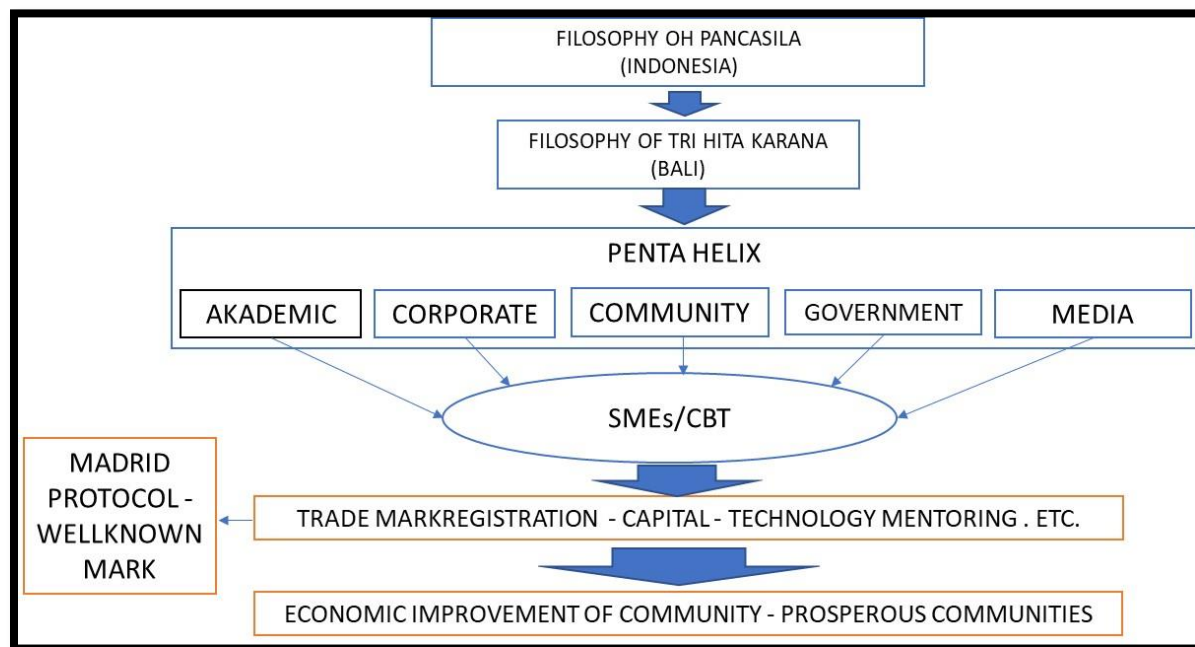 FILOSOPHY OH PANCASILA
(INDONESIA)
FILOSOPHY OF TRI HITA KARANA
(BALI)
PENTA HELIX
AKADEMIC
CORPORATE
COMMUNITY
GOVERNMENT
MEDIA
SMEs/CBT
MADRID
PROTOCOL -
WELLKNOWN
MARK
TRADE MARKREGISTRATION - CAPITAL - TECHNOLOGY MENTORING . ETC.
ECONOMIC IMPROVEMENT OF COMMUNITY - PROSPEROUS COMMUNITIES